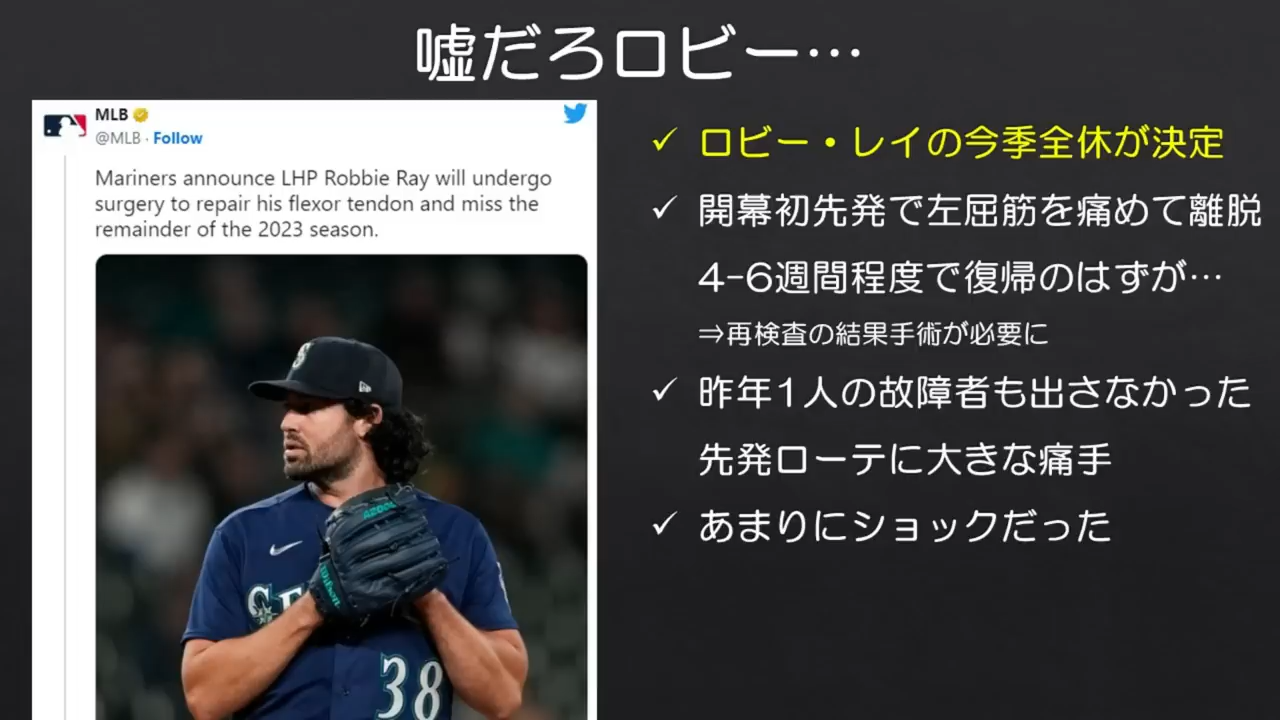 嘘だろロビー…
MLB
@MLB · Follow
Mariners announce LHP Robbie Ray will undergo
surgery to repair his flexor tendon and miss the
remainder of the 2023 season.
A2000
Wilson
SE
38
✓ ロビー・レイの今季全休が決定
✓ 開幕初先発で左屈筋を痛めて離脱
4-6週間程度で復帰のはずが…
⇒再検査の結果手術が必要に
✓ 昨年1人の故障者も出さなかった
先発ローテに大きな痛手
✓ あまりにショックだった